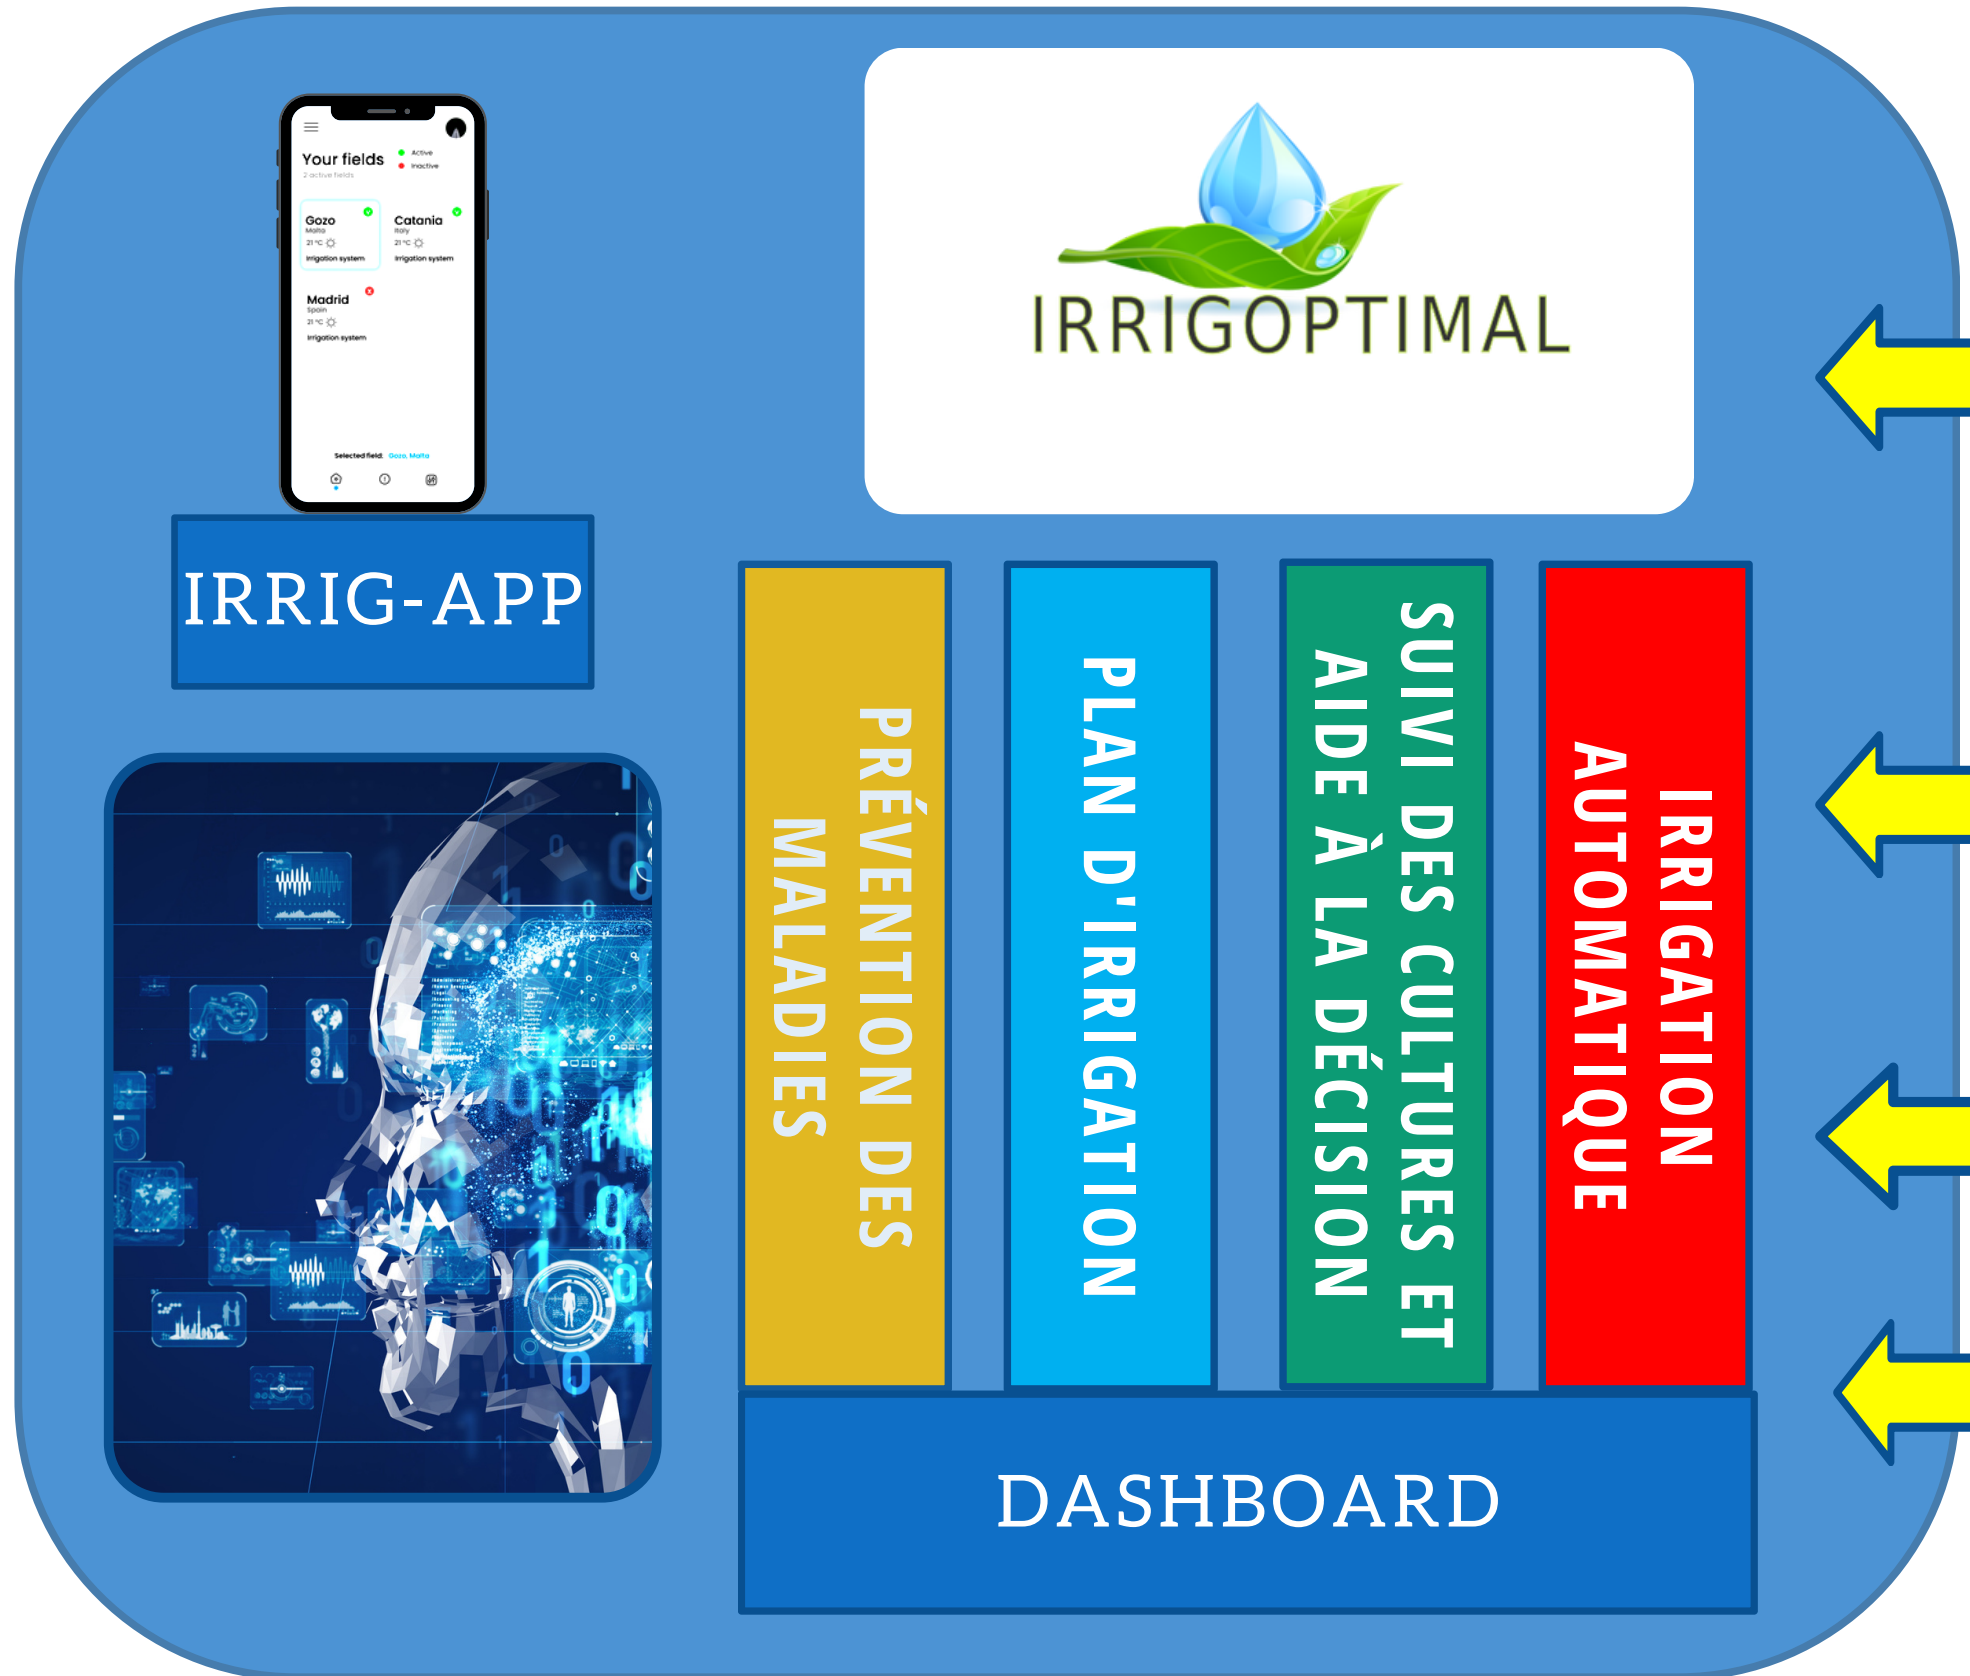 Your fields
2 active fields
Active
Inactive
Gozo
Malta
21 °C
Irrigation system
Catania
Italy
21 °C
Irrigation system
Madrid
Spain
21 °C
Irrigation system
Selected field: Gozo, Malta
IRRIG-APP
IRRIGOPTIMAL
PRÉVENTION DES
MALADIES
PLAN D'IRRIGATION
SUIVI DES CULTURES ET
AIDE À LA DÉCISION
IRRIGATION
AUTOMATIQUE
DASHBOARD